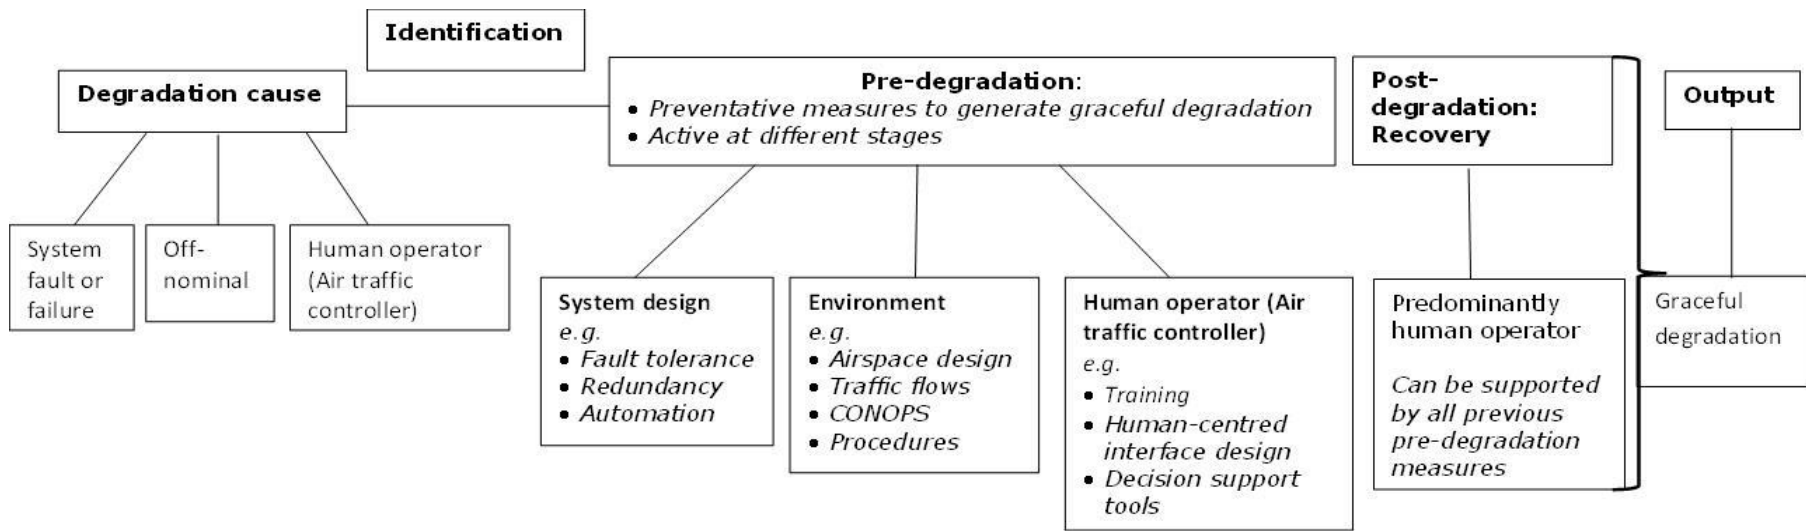 Identification
Degradation cause
Pre-degradation:
• Preventative measures to generate graceful degradation
• Active at different stages
Post-
degradation:
Recovery
Output
System
fault or
failure
Off-
nominal
Human operator
(Air traffic
controller)
System design
e.g.
• Fault tolerance
• Redundancy
• Automation
Environment
e.g.
• Airspace design
• Traffic flows
• CONOPS
• Procedures
Human operator (Air
traffic controller)
e.g.
• Training
• Human-centred
interface design
• Decision support
tools
Predominantly
human operator
Can be supported
by all previous
pre-degradation
measures
Graceful
degradation